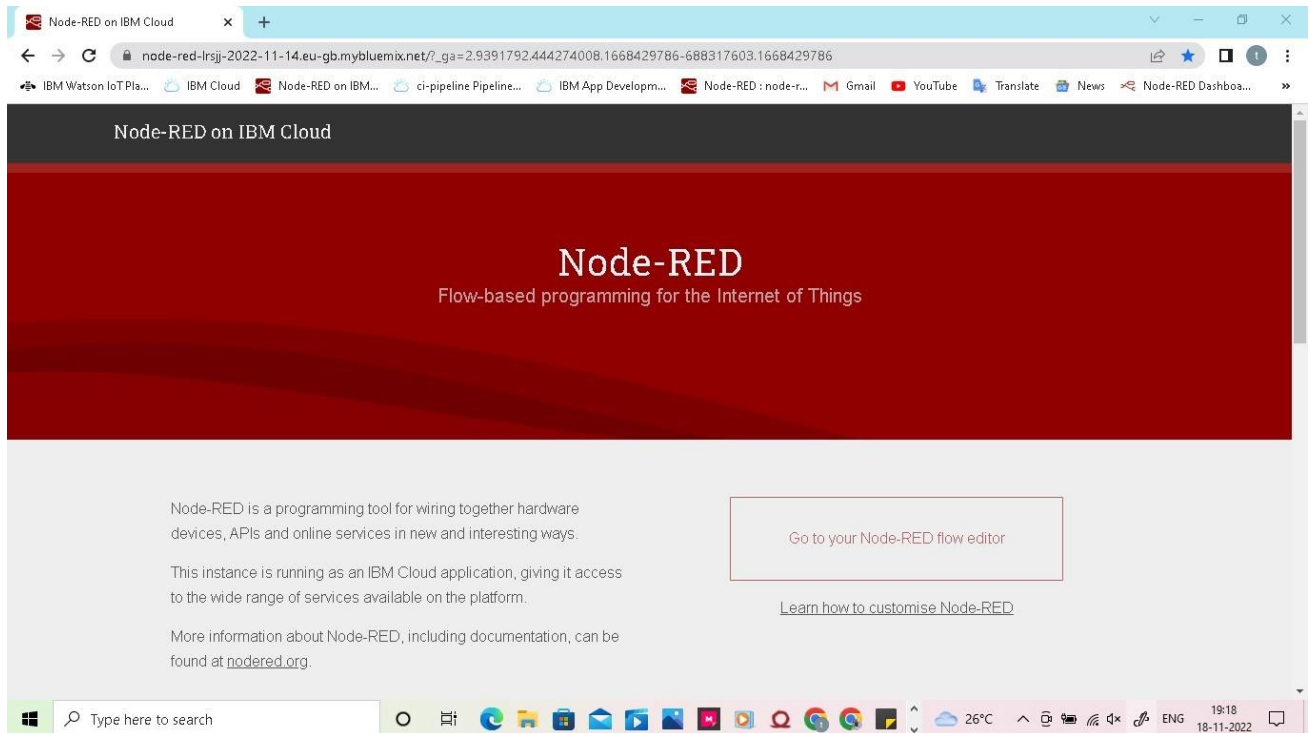 Node-RED on IBM Cloud
node-red-lrsjj-2022-11-14.eu-gb.mybluemix.net/?_ga=2.9391792.444274008.1668429786-688317603.1668429786
IBM Watson IoT Pla... IBM Cloud Node-RED on IBM... ci-pipeline Pipeline... IBM App Developm... Node-RED : node-r... Gmail YouTube Translate News Node-RED Dashboa... »
Node-RED on IBM Cloud
Node-RED
Flow-based programming for the Internet of Things
Node-RED is a programming tool for wiring together hardware
devices, APIs and online services in new and interesting ways.
This instance is running as an IBM Cloud application, giving it access
to the wide range of services available on the platform.
More information about Node-RED, including documentation, can be
found at nodered.org.
Go to your Node-RED flow editor
Learn how to customise Node-RED
Type here to search
26°C
ENG
19:18
18-11-2022